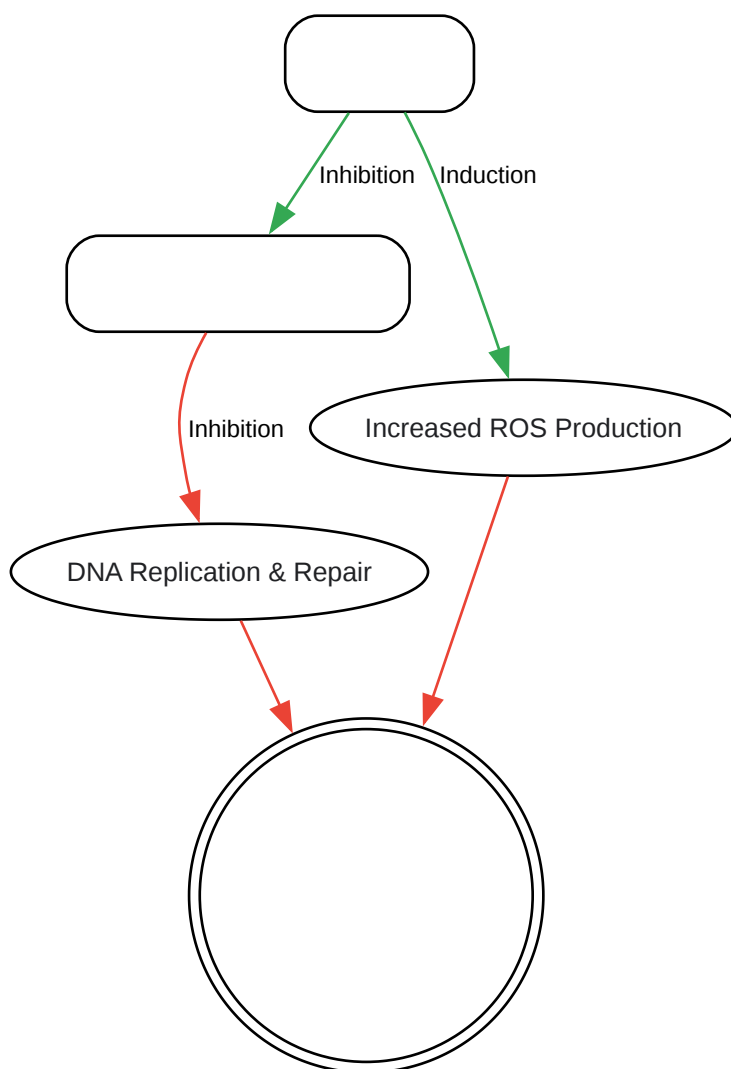 Inhibition
Induction
Increased ROS Production
Inhibition
DNA Replication & Repair